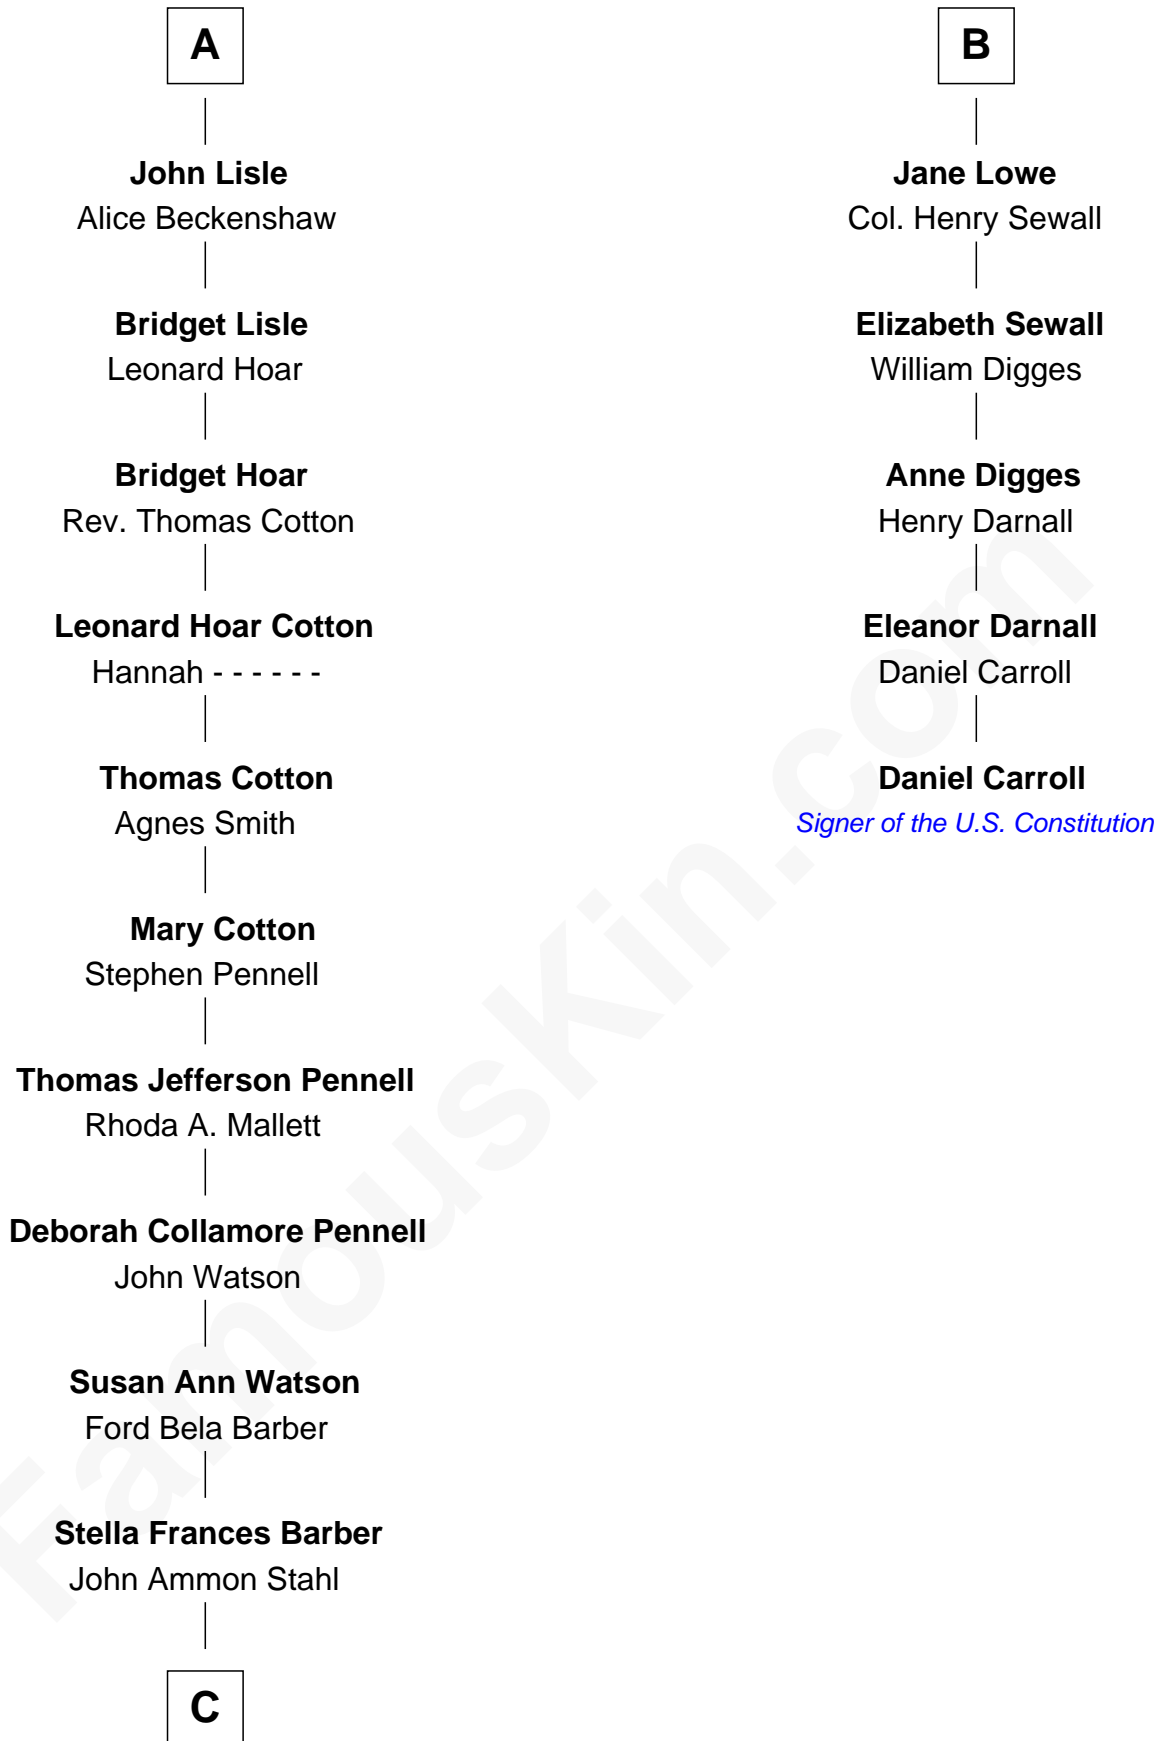 A
John Lisle
Alice Beckenshaw
Bridget Lisle
Leonard Hoar
Bridget Hoar
Rev. Thomas Cotton
Leonard Hoar Cotton
Hannah - - - - - -
Thomas Cotton
Agnes Smith
Mary Cotton
Stephen Pennell
Thomas Jefferson Pennell
Rhoda A. Mallett
Deborah Collamore Pennell
John Watson
Susan Ann Watson
Ford Bela Barber
Stella Frances Barber
John Ammon Stahl
C
B
Jane Lowe
Col. Henry Sewall
Elizabeth Sewall
William Digges
Anne Digges
Henry Darnall
Eleanor Darnall
Daniel Carroll
Daniel Carroll
Signer of the U.S. Constitution
FamousKin.com